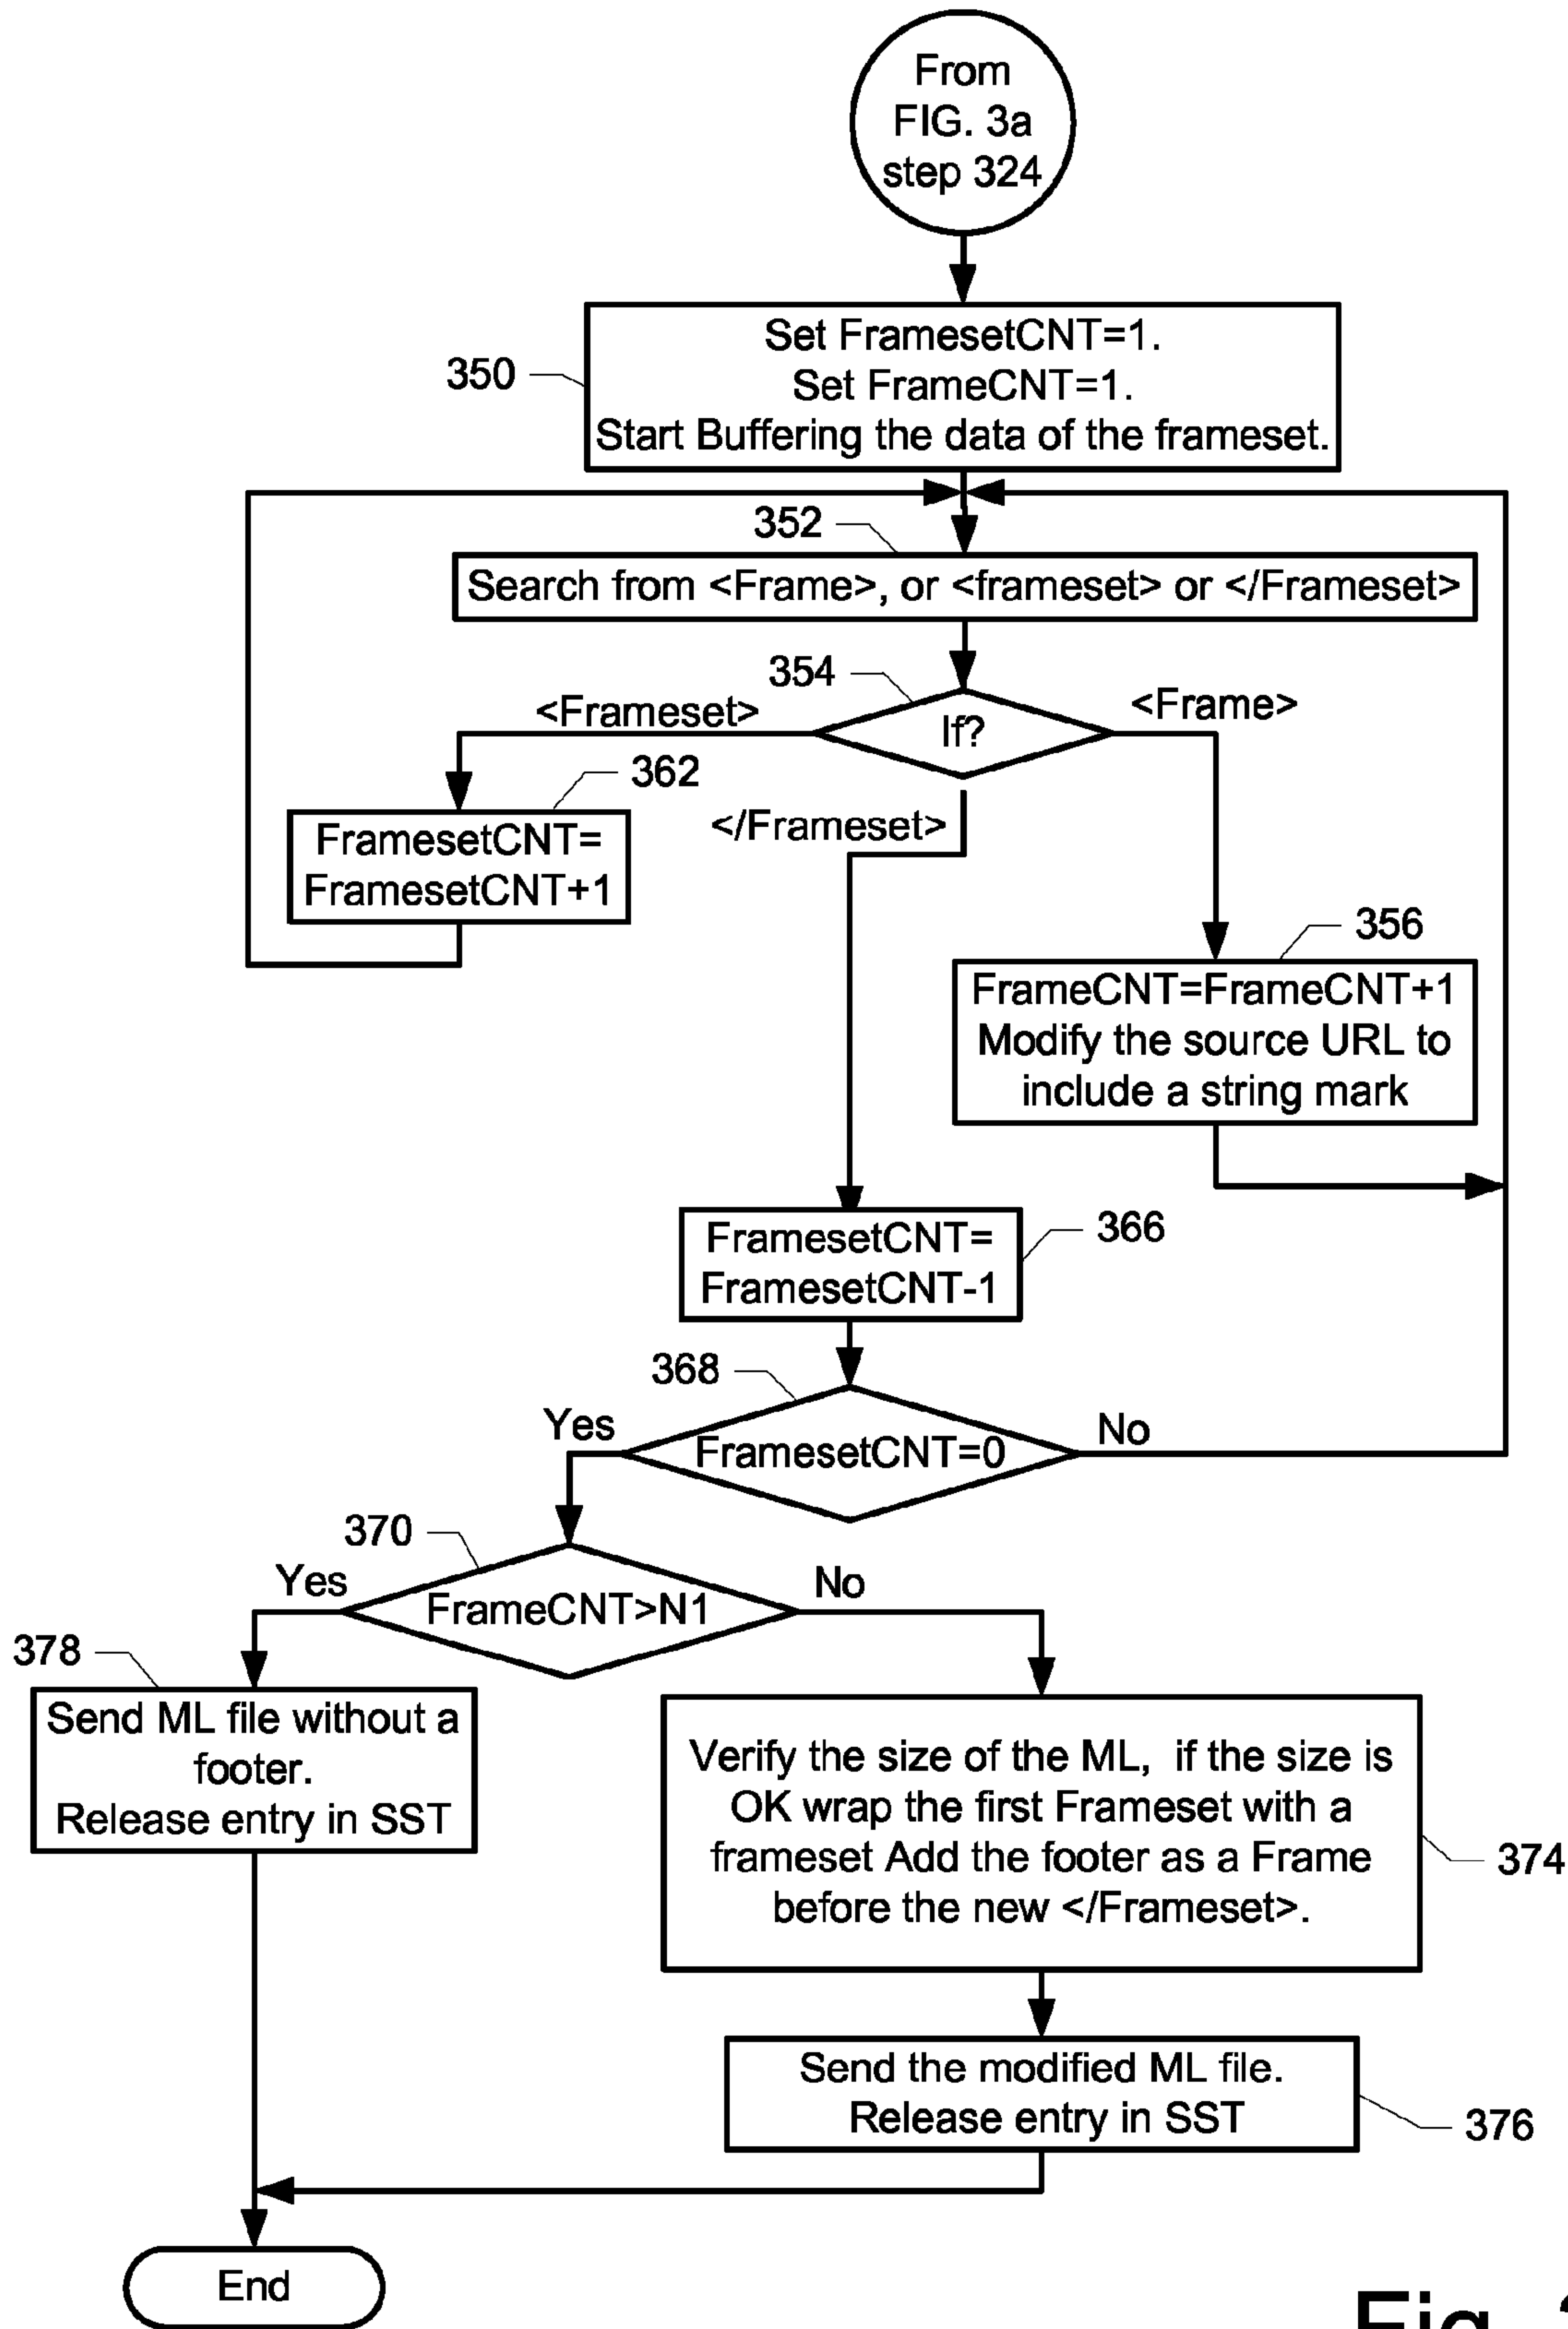 From
FIG. 3a
step 324
350
Set FramesetCNT=1.
Set FrameCNT=1.
Start Buffering the data of the frameset.
352
Search from <Frame>, or <frameset> or </Frameset>
354
<Frameset>
If?
<Frame>
362
FramesetCNT=
FramesetCNT+1
</Frameset>
356
FrameCNT=FrameCNT+1
Modify the source URL to
include a string mark
FramesetCNT=
FramesetCNT-1
366
368
Yes
FramesetCNT=0
No
370
Yes
FrameCNT>N1
No
378
Send ML file without a
footer.
Release entry in SST
Verify the size of the ML, if the size is
OK wrap the first Frameset with a
frameset Add the footer as a Frame
before the new </Frameset>.
374
Send the modified ML file.
Release entry in SST
376
End
Fig.